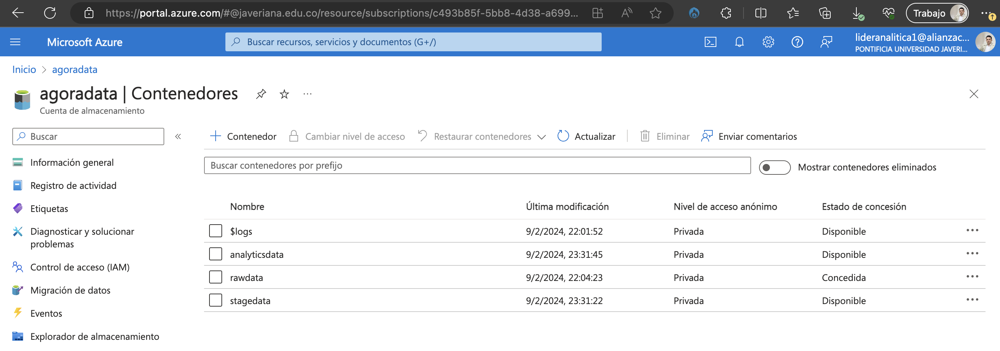 https://portal.azure.com/#@javeriana.edu.co/resource/subscriptions/c493b85f-5bb8-4d38-a699...
Trabajo
Microsoft Azure
Buscar recursos, servicios y documentos (G+/)
lideranalitica1@alianzac...
PONTIFICIA UNIVERSIDAD JAVERI...
Inicio > agoradata
agoradata | Contenedores
Cuenta de almacenamiento
Buscar
Contenedor
Cambiar nivel de acceso
Restaurar contenedores
Actualizar
Eliminar
Enviar comentarios
Buscar contenedores por prefijo
Mostrar contenedores eliminados
Información general
Registro de actividad
Etiquetas
Diagnosticar y solucionar
problemas
Control de acceso (IAM)
Migración de datos
Eventos
Explorador de almacenamiento
Nombre Última modificación Nivel de acceso anónimo Estado de concesión
$logs 9/2/2024, 22:01:52 Privada Disponible
analyticsdata 9/2/2024, 23:31:45 Privada Disponible
rawdata 9/2/2024, 22:04:23 Privada Concedida
stagedata 9/2/2024, 23:31:22 Privada Disponible